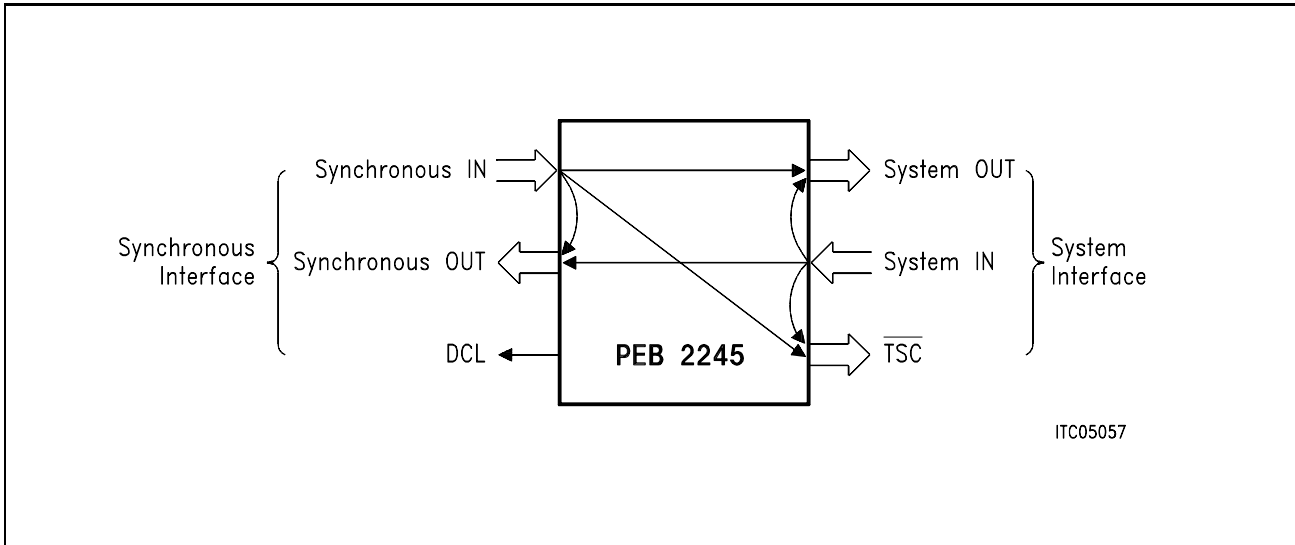 Synchronous IN
System OUT
Synchronous
Interface
Synchronous OUT
System IN
System
Interface
DCL
PEB 2245
TSC
ITC05057